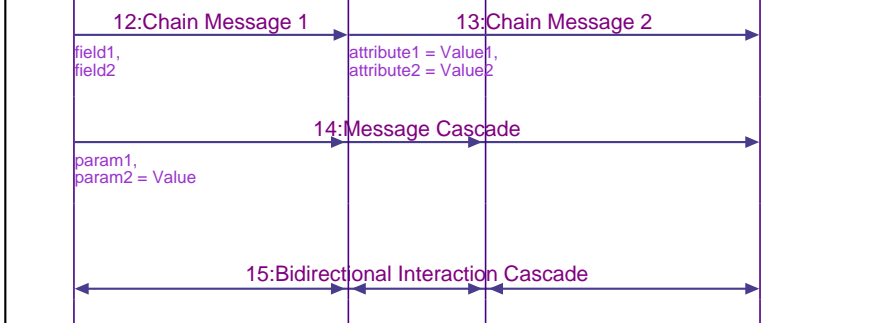 12:Chain Message 1
13:Chain Message 2
field1,
field2
attribute1 = Value1,
attribute2 = Value2
14:Message Cascade
param1,
param2 = Value
15:Bidirectional Interaction Cascade